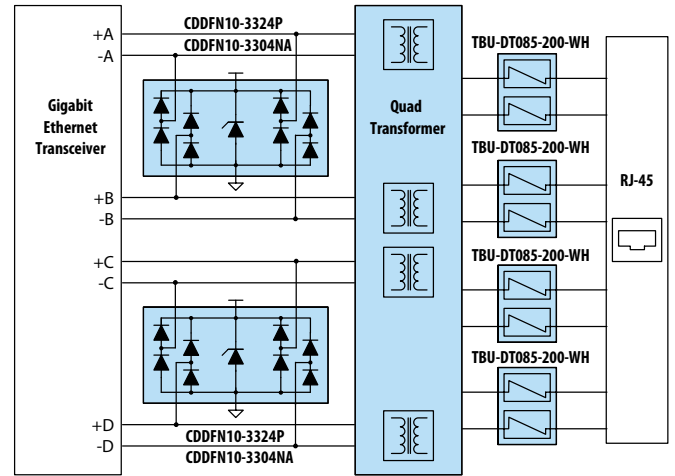 CDDFN10-3324P
+A
CDDFN10-3304NA
-A
TBU-DT085-200-WH
Gigabit
Ethernet
Transceiver
Quad
Transformer
TBU-DT085-200-WH
RJ-45
+B
-B
+C
-C
TBU-DT085-200-WH
TBU-DT085-200-WH
+D
CDDFN10-3324P
-D
CDDFN10-3304NA